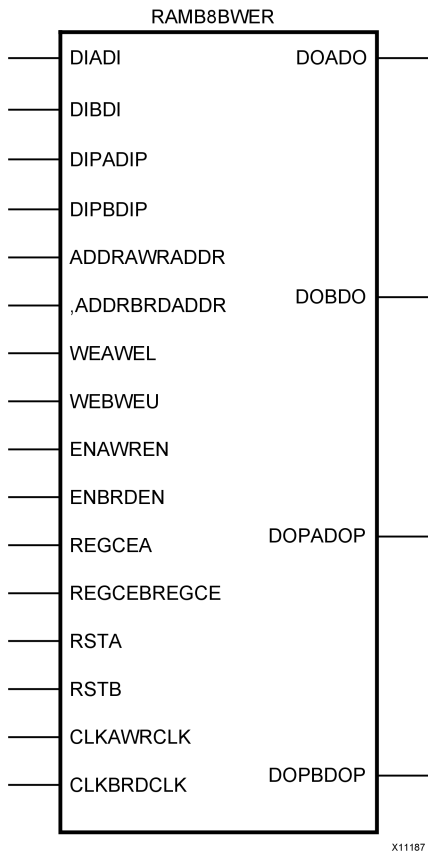 RAMB8BWER
DIADI
DOADO
DIBDI
DIPADIP
DIPBDIP
ADDRAWRADDR
,ADDRBRDADDR
DOBDO
WEAWEL
WEBWEU
ENAWREN
ENBRDEN
REGCEA
DOPADOP
REGCEBREGCE
RSTA
RSTB
CLKAWRCLK
CLKBRDCLK
DOPBDOP
X11187